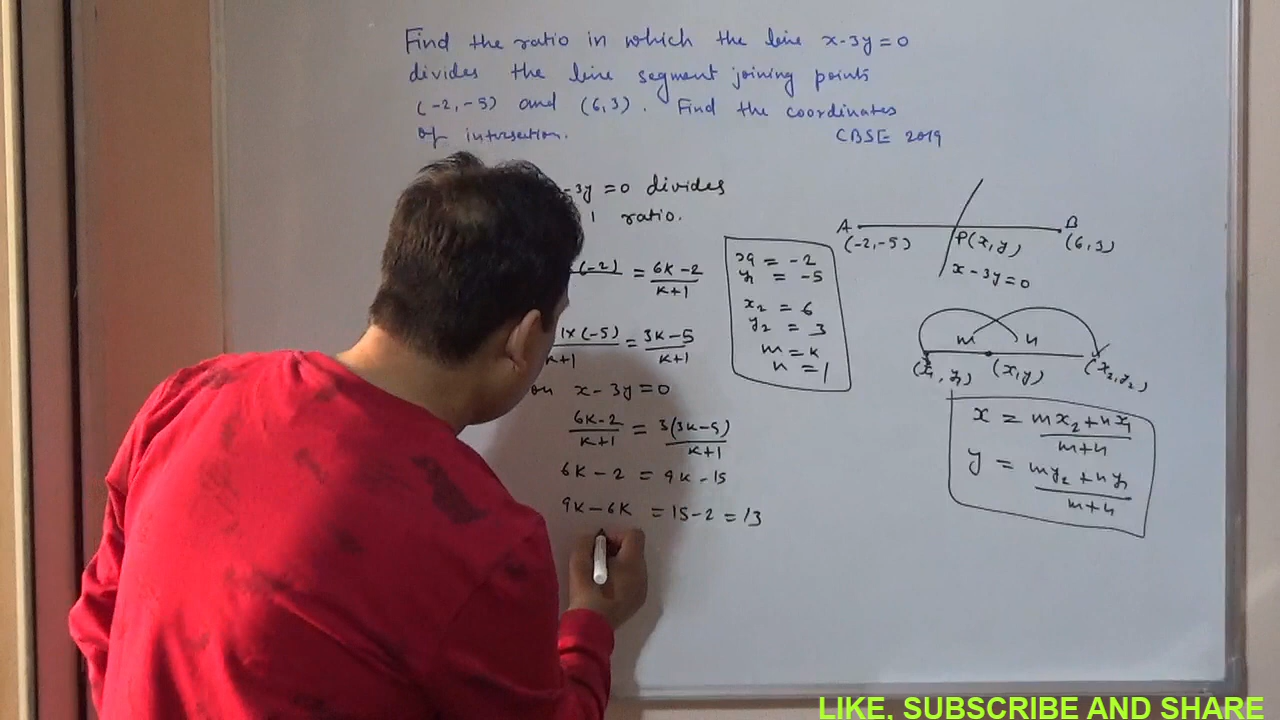 Find the ratio in which the line x-3y=0
divides the line segment joining points
(-2,-5) and (6,3). Find the coordinates
of intersection. CBSE 2019
-3y=0 divides
1 ratio.
(-2) = 6K-2
K+1
1×(-5) = 3K-5
K+1 K+1
on x-3y=0
6K-2 = 3(3K-5)
K+1 K+1
6K-2 = 9K-15
9K-6K = 15-2 = 13
x1 = -2
y1 = -5
x2 = 6
y2 = 3
m = K
n = 1
A B
(-2,-5) P(x,y) (6,3)
x-3y=0
m n
(x1, y1) (x,y) (x2,y2)
x = mx2+nx1
m+n
y = my2+ny1
m+n
LIKE, SUBSCRIBE AND SHARE